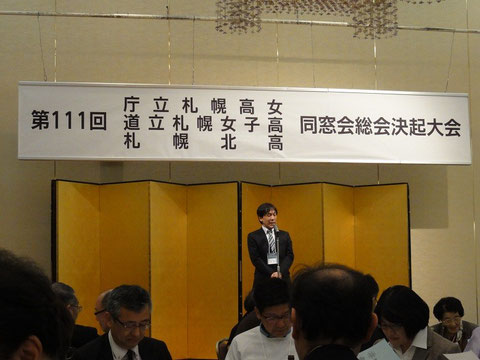 第111回
庁立札幌高女
道立札幌女子高
札幌北高
同窓会総会決起大会